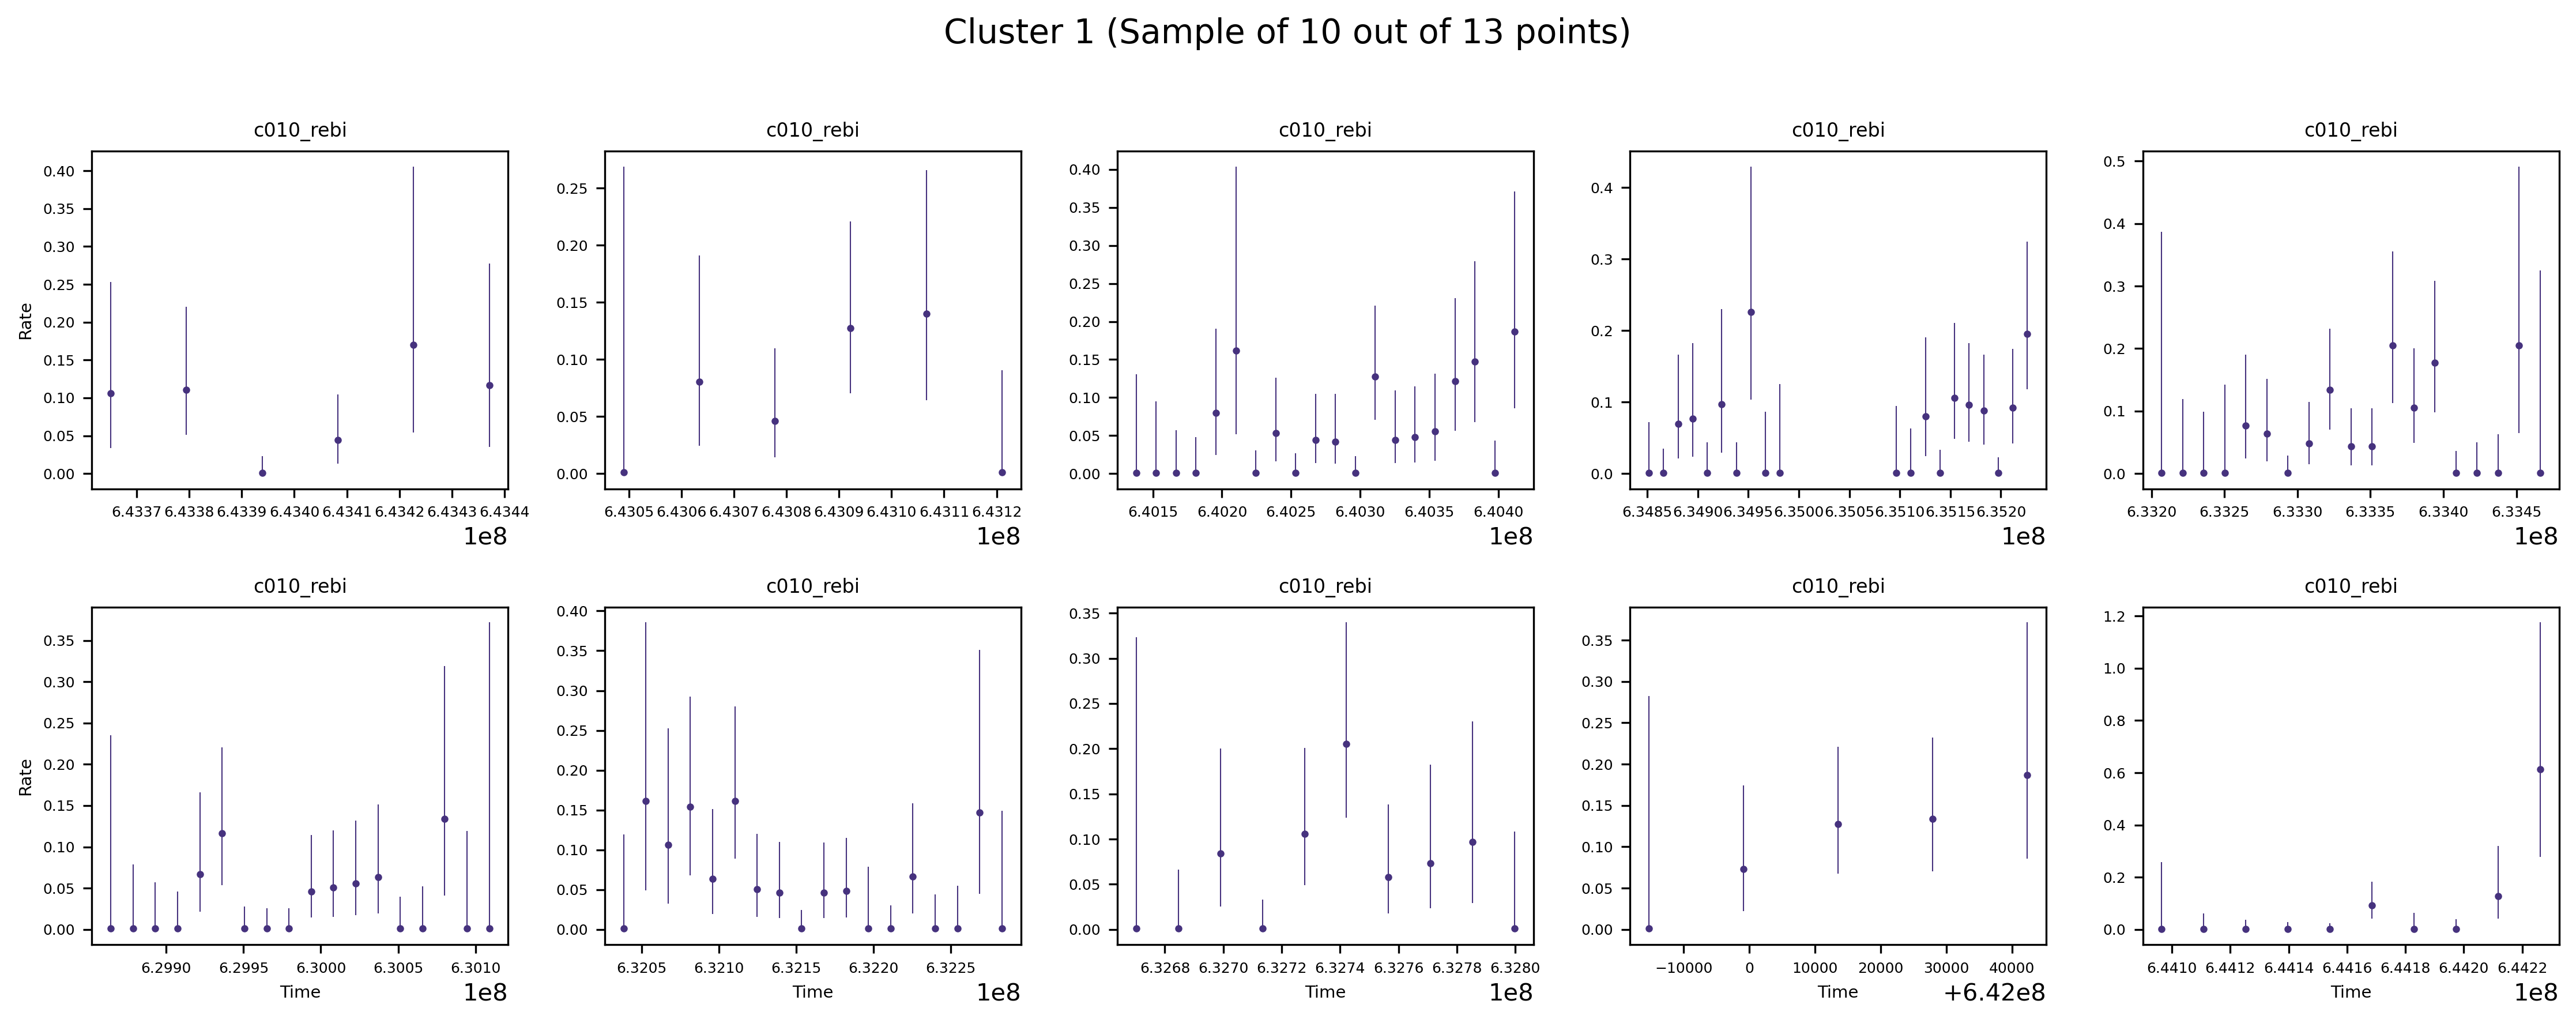 Cluster 1 (Sample of 10 out of 13 points)
c010_rebi c010_rebi c010_rebi c010_rebi c010_rebi
Rate
0.40 0.35 0.30 0.25 0.20 0.15 0.10 0.05 0.00
6.4337 6.4338 6.4339 6.4340 6.4341 6.4342 6.4343 6.4344
1e8
0.25 0.20 0.15 0.10 0.05 0.00
6.4305 6.4306 6.4307 6.4308 6.4309 6.4310 6.4311 6.4312
1e8
0.40 0.35 0.30 0.25 0.20 0.15 0.10 0.05 0.00
6.4015 6.4020 6.4025 6.4030 6.4035 6.4040
1e8
0.4 0.3 0.2 0.1 0.0
6.3485 6.3490 6.3495 6.3500 6.3505 6.3510 6.3515 6.3520
1e8
0.5 0.4 0.3 0.2 0.1 0.0
6.3320 6.3325 6.3330 6.3335 6.3340 6.3345
1e8
c010_rebi c010_rebi c010_rebi c010_rebi c010_rebi
Rate
0.35 0.30 0.25 0.20 0.15 0.10 0.05 0.00
6.2990 6.2995 6.3000 6.3005 6.3010
Time 1e8
0.40 0.35 0.30 0.25 0.20 0.15 0.10 0.05 0.00
6.3205 6.3210 6.3215 6.3220 6.3225
Time 1e8
0.35 0.30 0.25 0.20 0.15 0.10 0.05 0.00
6.3268 6.3270 6.3272 6.3274 6.3276 6.3278 6.3280
Time 1e8
0.35 0.30 0.25 0.20 0.15 0.10 0.05 0.00
−10000 0 10000 20000 30000 40000
Time +6.42e8
1.2 1.0 0.8 0.6 0.4 0.2 0.0
6.4410 6.4412 6.4414 6.4416 6.4418 6.4420 6.4422
Time 1e8